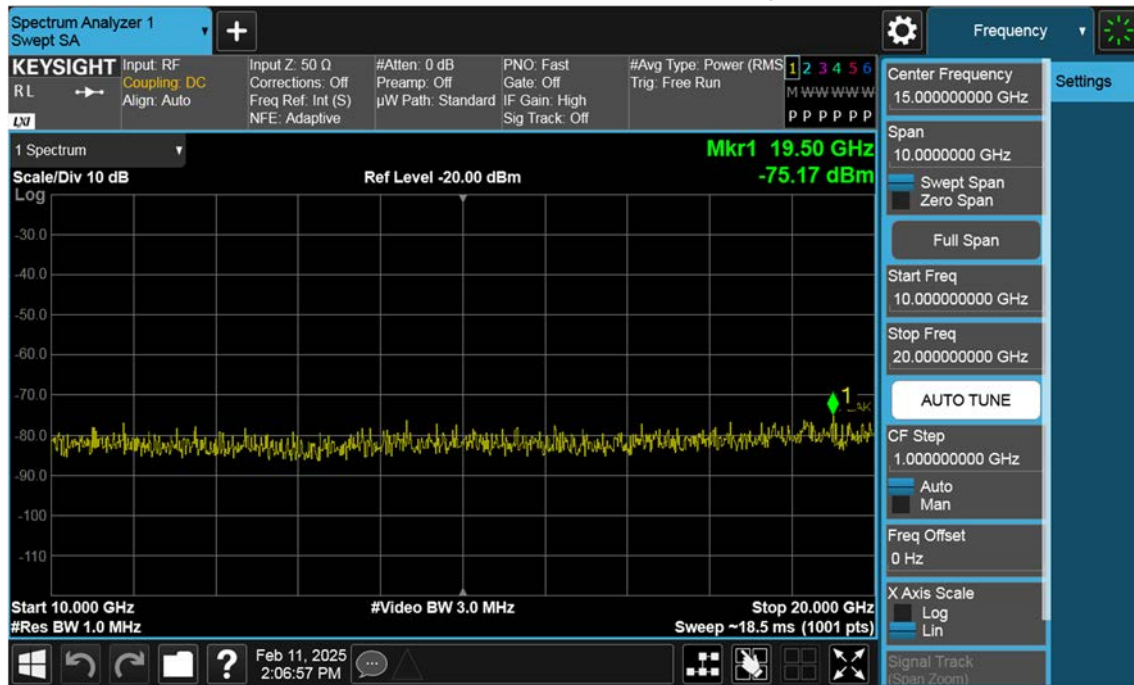 Spectrum Analyzer 1
Swept SA
Frequency
KEYSIGHT
RL
LXI
Input: RF
Coupling: DC
Align: Auto
Input Z: 50 Ω
Corrections: Off
Freq Ref: Int (S)
NFE: Adaptive
#Atten: 0 dB
Preamp: Off
µW Path: Standard
PNO: Fast
Gate: Off
IF Gain: High
Sig Track: Off
#Avg Type: Power (RMS
Trig: Free Run
1 2 3 4 5 6
M W W W W W
P P P P P P
1 Spectrum
Mkr1 19.50 GHz
-75.17 dBm
Scale/Div 10 dB
Ref Level -20.00 dBm
Log
-30.0
-40.0
-50.0
-60.0
-70.0
1
-80.0
-90.0
-100
-110
Start 10.000 GHz
#Video BW 3.0 MHz
Stop 20.000 GHz
#Res BW 1.0 MHz
Sweep ~18.5 ms (1001 pts)
Feb 11, 2025
2:06:57 PM
Settings
Center Frequency
15.000000000 GHz
Span
10.0000000 GHz
Swept Span
Zero Span
Full Span
Start Freq
10.000000000 GHz
Stop Freq
20.000000000 GHz
AUTO TUNE
CF Step
1.000000000 GHz
Auto
Man
Freq Offset
0 Hz
X Axis Scale
Log
Lin
Signal Track
(Span Zoom)